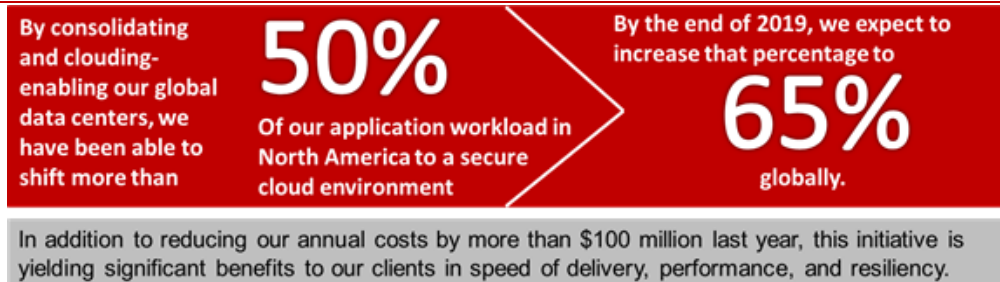 By consolidating
and clouding-
enabling our global
data centers, we
have been able to
shift more than
50%
Of our application workload in
North America to a secure
cloud environment
By the end of 2019, we expect to
increase that percentage to
65%
globally.
In addition to reducing our annual costs by more than $100 million last year, this initiative is
yielding significant benefits to our clients in speed of delivery, performance, and resiliency.